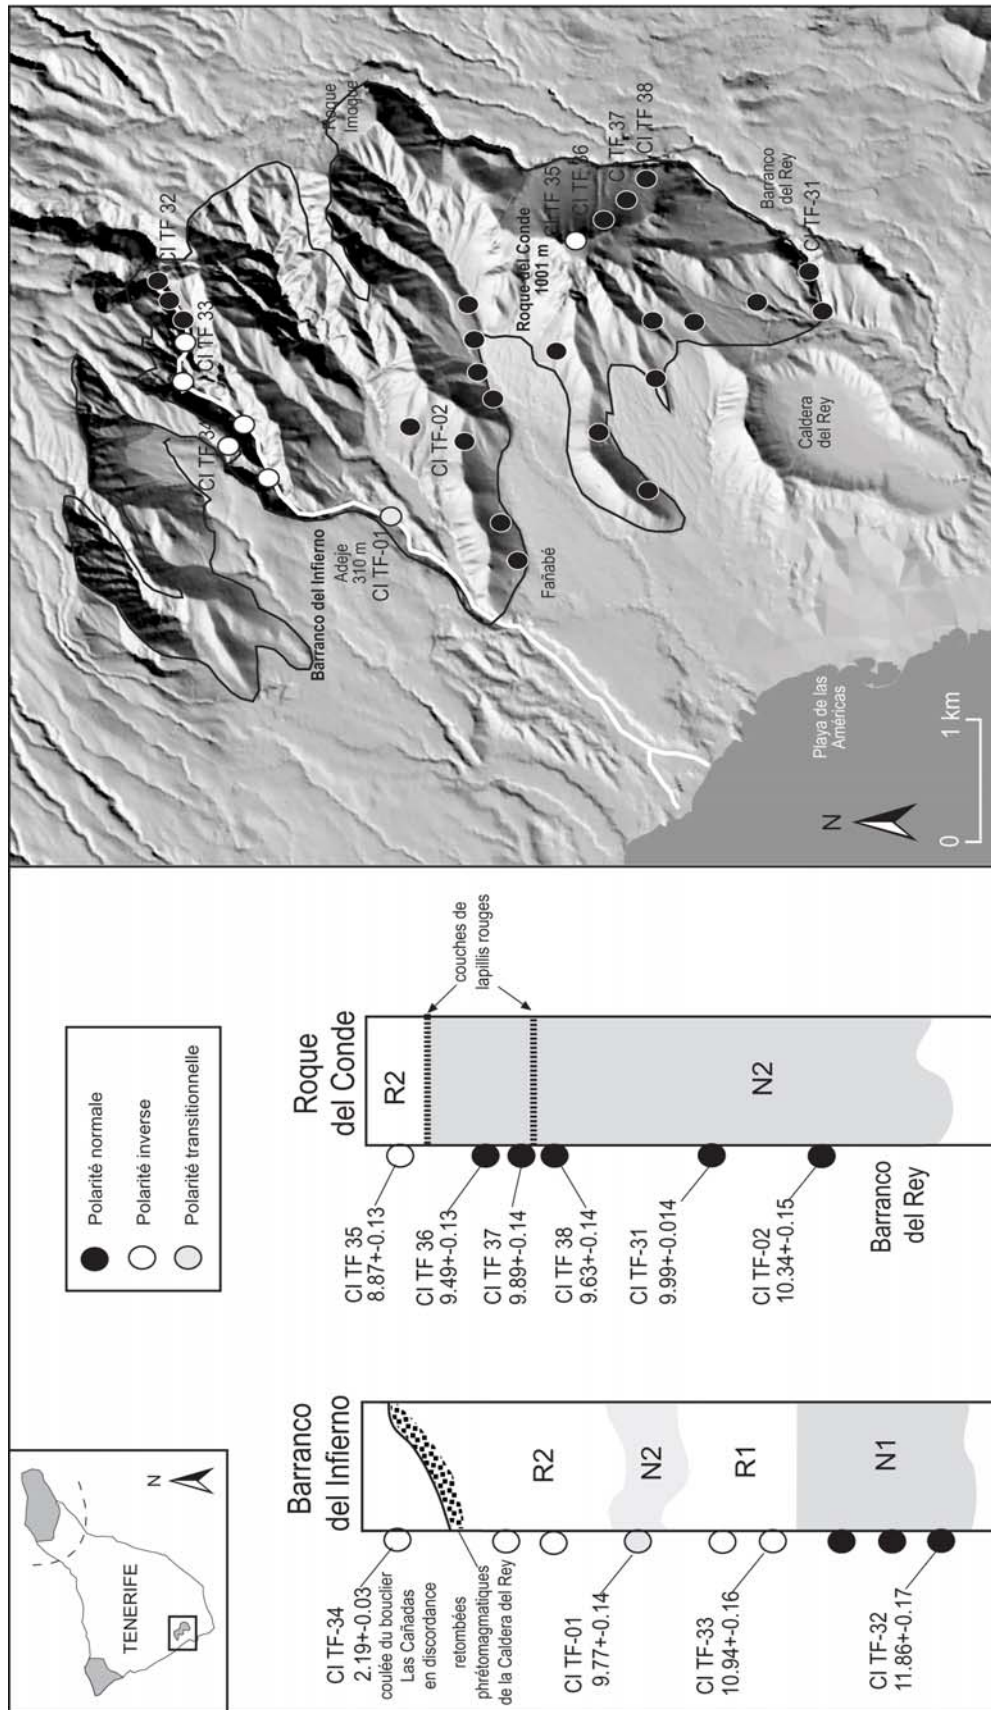 TENERIFE
N
Polarité normale
Polarité inverse
Polarité transitionnelle
Barranco
del Infierno
CI TF-34
2.19+-0.03
coulée du bouclier
Las Cañadas
en discordance
retombées
phrétomagmatiques
de la Caldera del Rey
CI TF-01
9.77+-0.14
CI TF-33
10.94+-0.16
CI TF-32
11.86+-0.17
R2
N2
R1
N1
Roque
del Conde
CI TF 35
8.87+-0.13
CI TF 36
9.49+-0.13
CI TF 37
9.89+-0.14
CI TF 38
9.63+-0.14
CI TF-31
9.99+-0.014
CI TF-02
10.34+-0.15
Barranco
del Rey
R2
N2
couches de
lapillis rouges
CI TF 32
CI TF 33
CI TF 34
Barranco del Infierno
Adeje
310 m
CI TF-01
Roque
Imoque
CI TF-02
Fañabé
Roque del Conde
1001 m
CI TF 35
CI TF 36
CI TF 37
CI TF 38
Barranco
del Rey
CI TF-31
Caldera
del Rey
Playa de las
Américas
N
0
1 km